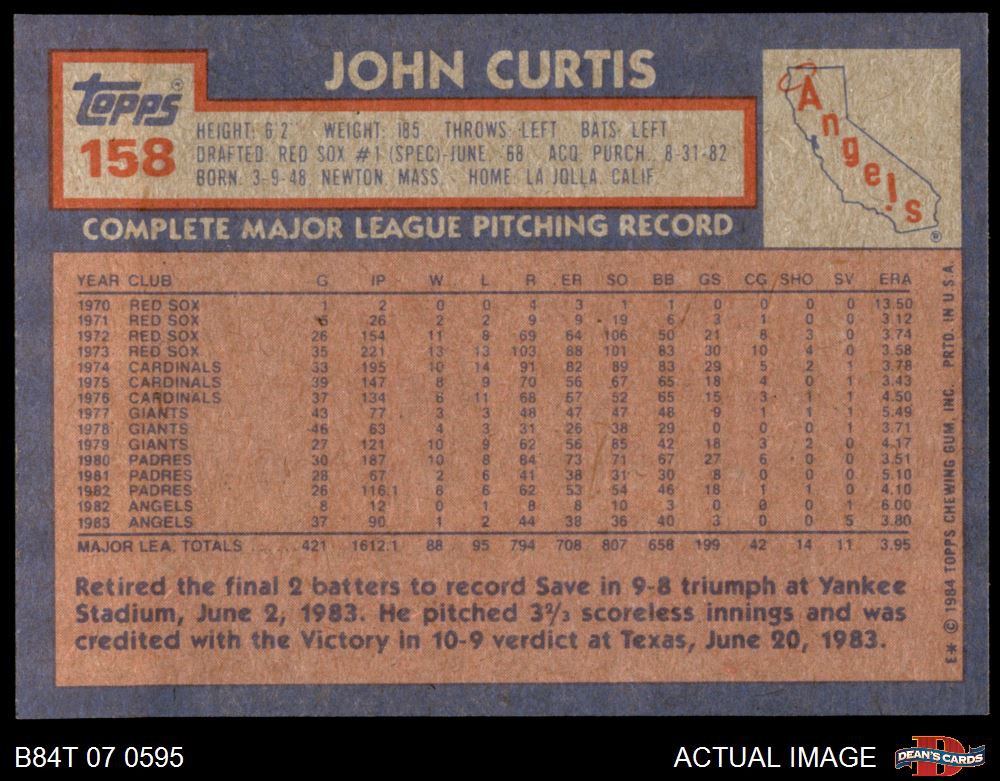 JOHN CURTIS
topps®
158
HEIGHT: 6'2" WEIGHT: 185 THROWS: LEFT BATS: LEFT
DRAFTED: RED SOX #1 (SPEC)-JUNE, '68 ACQ. PURCH., 8-31-82
BORN: 3-9-48, NEWTON, MASS. HOME: LA JOLLA, CALIF.
Angels
®
COMPLETE MAJOR LEAGUE PITCHING RECORD
YEAR CLUB G IP W L R ER SO BB GS CG SHO SV ERA
1970 RED SOX 1 2 0 0 4 3 1 1 0 0 0 0 13.50
1971 RED SOX 5 26 2 2 9 9 19 6 3 1 0 0 3.12
1972 RED SOX 26 154 11 8 69 64 106 50 21 8 3 0 3.74
1973 RED SOX 35 221 13 13 103 88 101 83 30 10 4 0 3.58
1974 CARDINALS 33 195 10 14 91 82 89 83 29 5 2 1 3.78
1975 CARDINALS 39 147 8 9 70 56 67 65 18 4 0 1 3.43
1976 CARDINALS 37 134 6 11 68 67 52 65 15 3 1 1 4.50
1977 GIANTS 43 77 3 3 48 47 47 48 9 1 1 1 5.49
1978 GIANTS 46 63 4 3 31 26 38 29 0 0 0 1 3.71
1979 GIANTS 27 121 10 9 62 56 85 42 18 3 2 0 4.17
1980 PADRES 30 187 10 8 84 73 71 67 27 6 0 0 3.51
1981 PADRES 28 67 2 6 41 38 31 30 8 0 0 0 5.10
1982 PADRES 26 116.1 8 6 62 53 54 46 18 1 1 0 4.10
1982 ANGELS 8 12 0 1 8 8 10 3 0 0 0 1 6.00
1983 ANGELS 37 90 1 2 44 38 36 40 3 0 0 5 3.80
MAJOR LEA. TOTALS 421 1612.1 88 95 794 708 807 658 199 42 14 11 3.95
Retired the final 2 batters to record Save in 9-8 triumph at Yankee
Stadium, June 2, 1983. He pitched 3⅔ scoreless innings and was
credited with the Victory in 10-9 verdict at Texas, June 20, 1983.
E* © 1984 TOPPS CHEWING GUM, INC. PRTD. IN U.S.A.
B84T 07 0595
ACTUAL IMAGE
DEAN'S CARDS